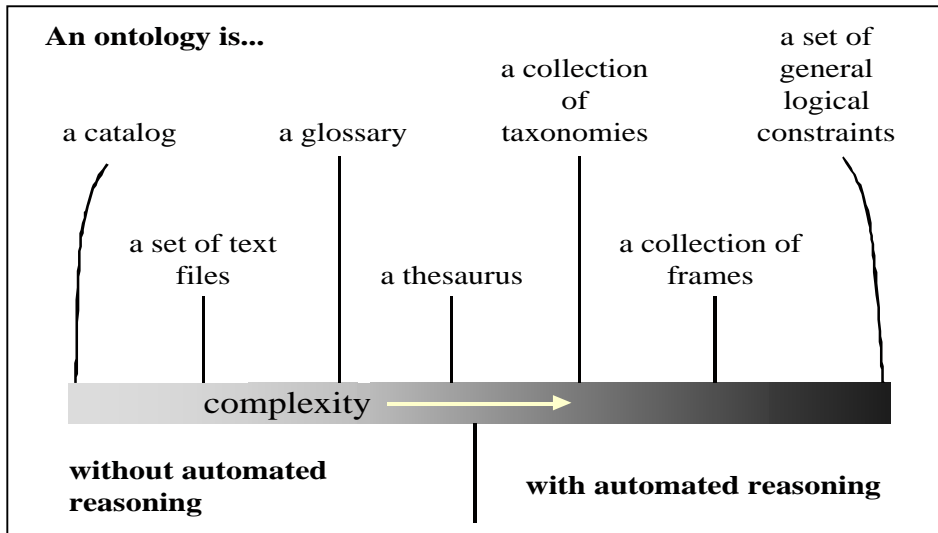 An ontology is...
a catalog
a glossary
a collection
of
taxonomies
a set of
general
logical
constraints
a set of text
files
a thesaurus
a collection of
frames
complexity
without automated
reasoning
with automated reasoning